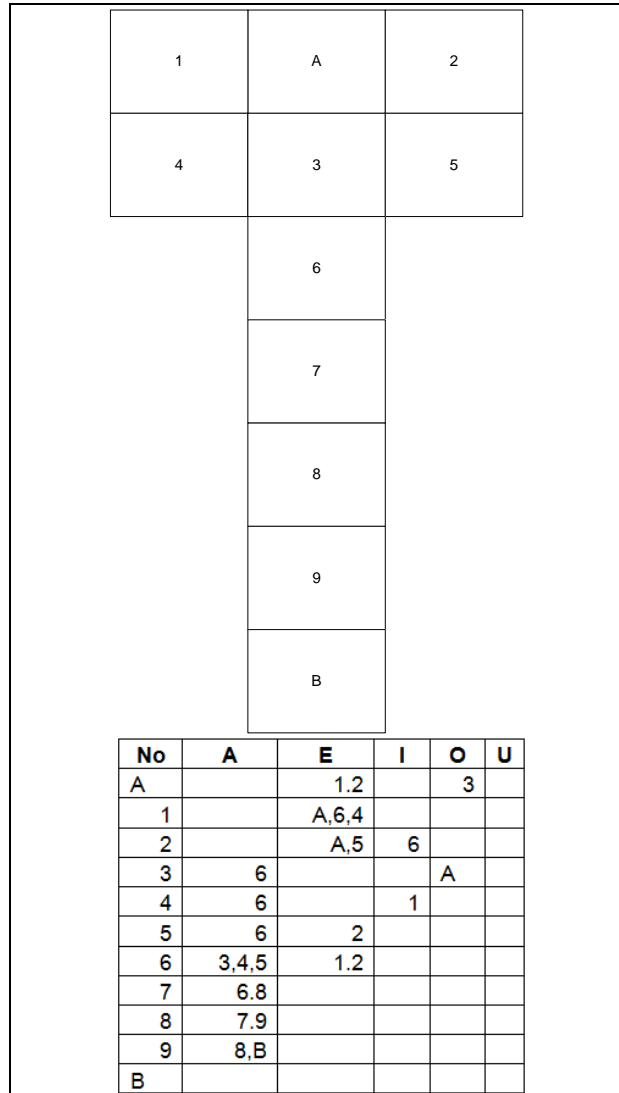 1 A 2
4 3 5
6
7
8
9
B
No A E I O U
A 1.2 3
1 A,6,4
2 A,5 6
3 6 A
4 6 1
5 6 2
6 3,4,5 1.2
7 6.8
8 7.9
9 8,B
B